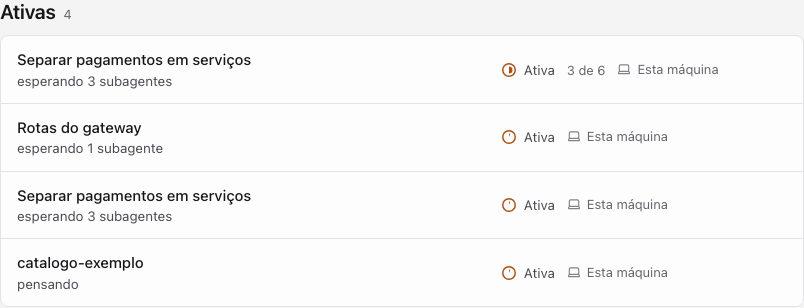 Ativas 4
Separar pagamentos em serviços
esperando 3 subagentes
Ativa 3 de 6 Esta máquina
Rotas do gateway
esperando 1 subagente
Ativa Esta máquina
Separar pagamentos em serviços
esperando 3 subagentes
Ativa Esta máquina
catalogo-exemplo
pensando
Ativa Esta máquina